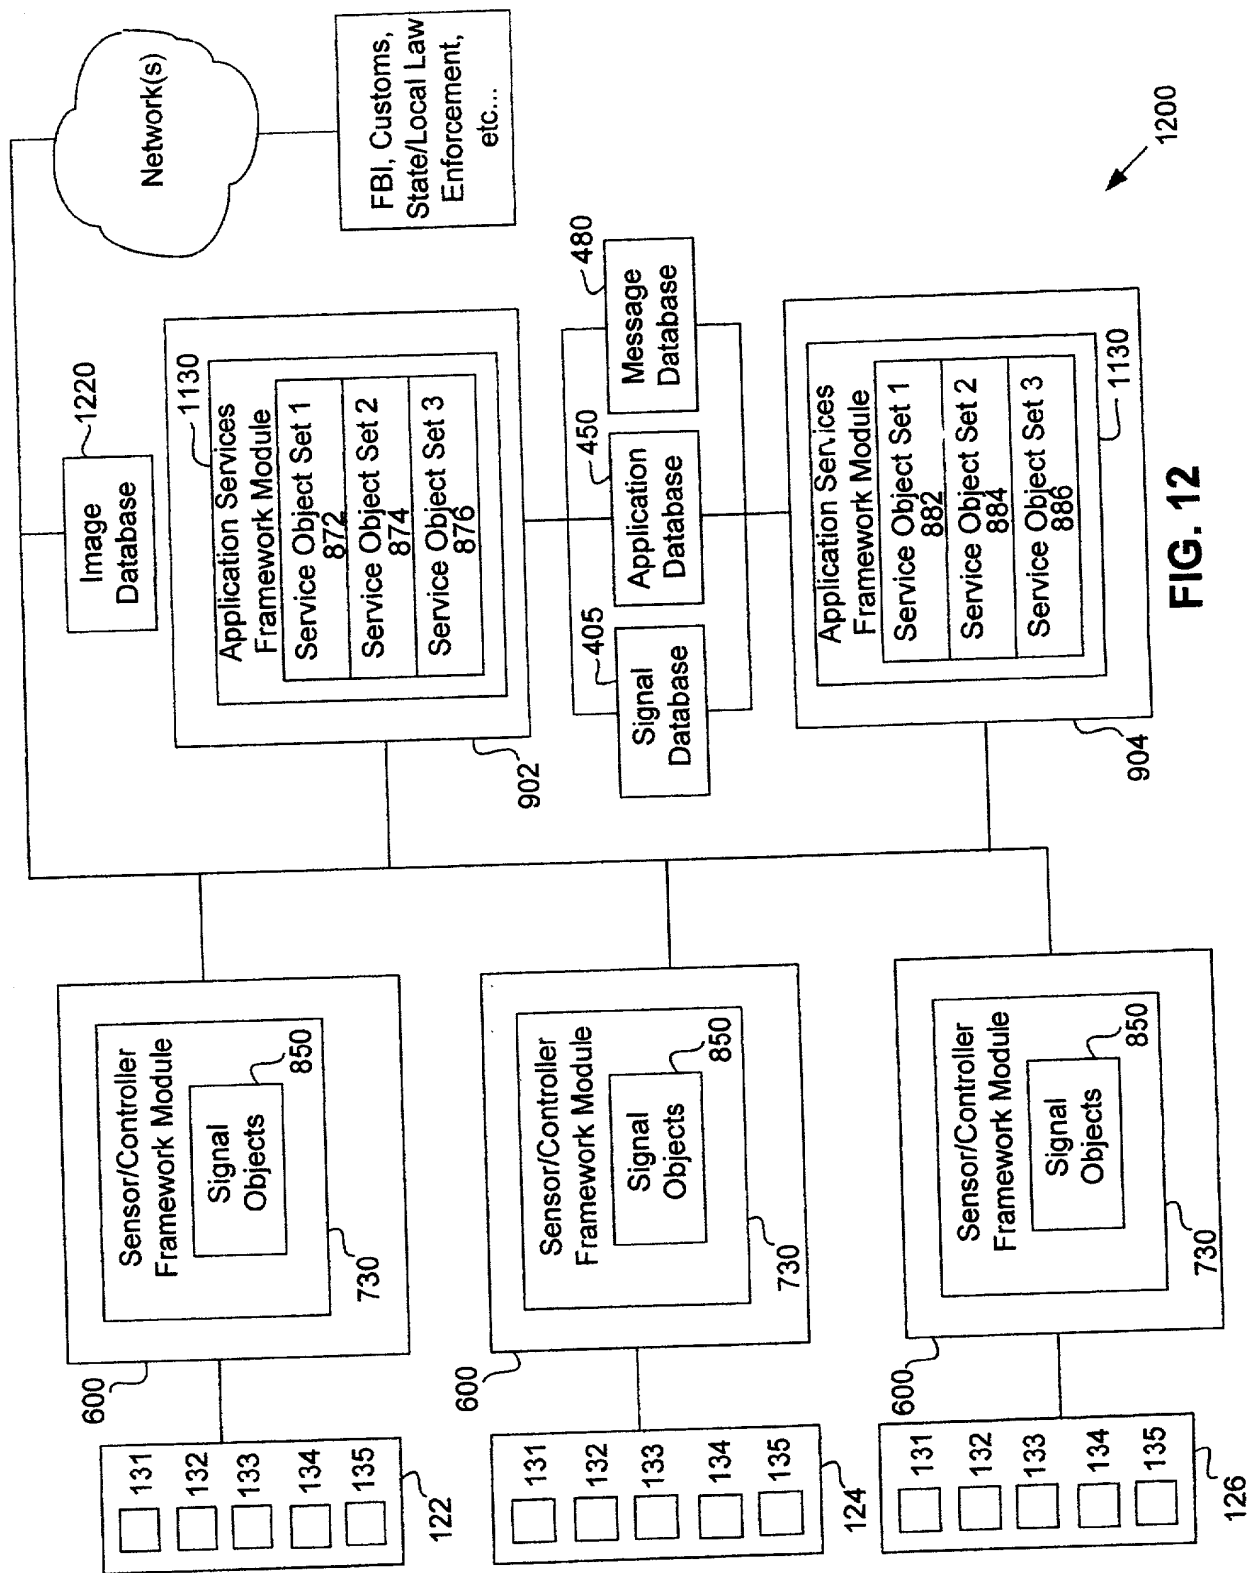 Network(s)
FBI, Customs,
State/Local Law
Enforcement,
etc...
Image
Database
1220
1130
Application Services
Framework Module
Service Object Set 1
872
Service Object Set 2
874
Service Object Set 3
876
902
Signal
Database
405
Application
Database
450
Message
Database
480
Application Services
Framework Module
Service Object Set 1
882
Service Object Set 2
884
Service Object Set 3
886
1130
904
Sensor/Controller
Framework Module
Signal
Objects
850
730
600
Sensor/Controller
Framework Module
Signal
Objects
850
730
600
Sensor/Controller
Framework Module
Signal
Objects
850
730
600
131
132
133
134
135
122
131
132
133
134
135
124
131
132
133
134
135
126
1200
FIG. 12